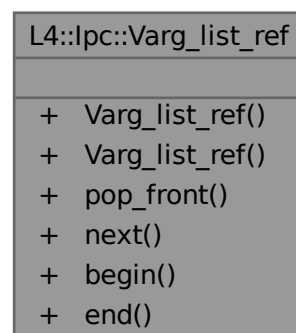 L4::Ipc::Varg_list_ref
+ Varg_list_ref()
+ Varg_list_ref()
+ pop_front()
+ next()
+ begin()
+ end()